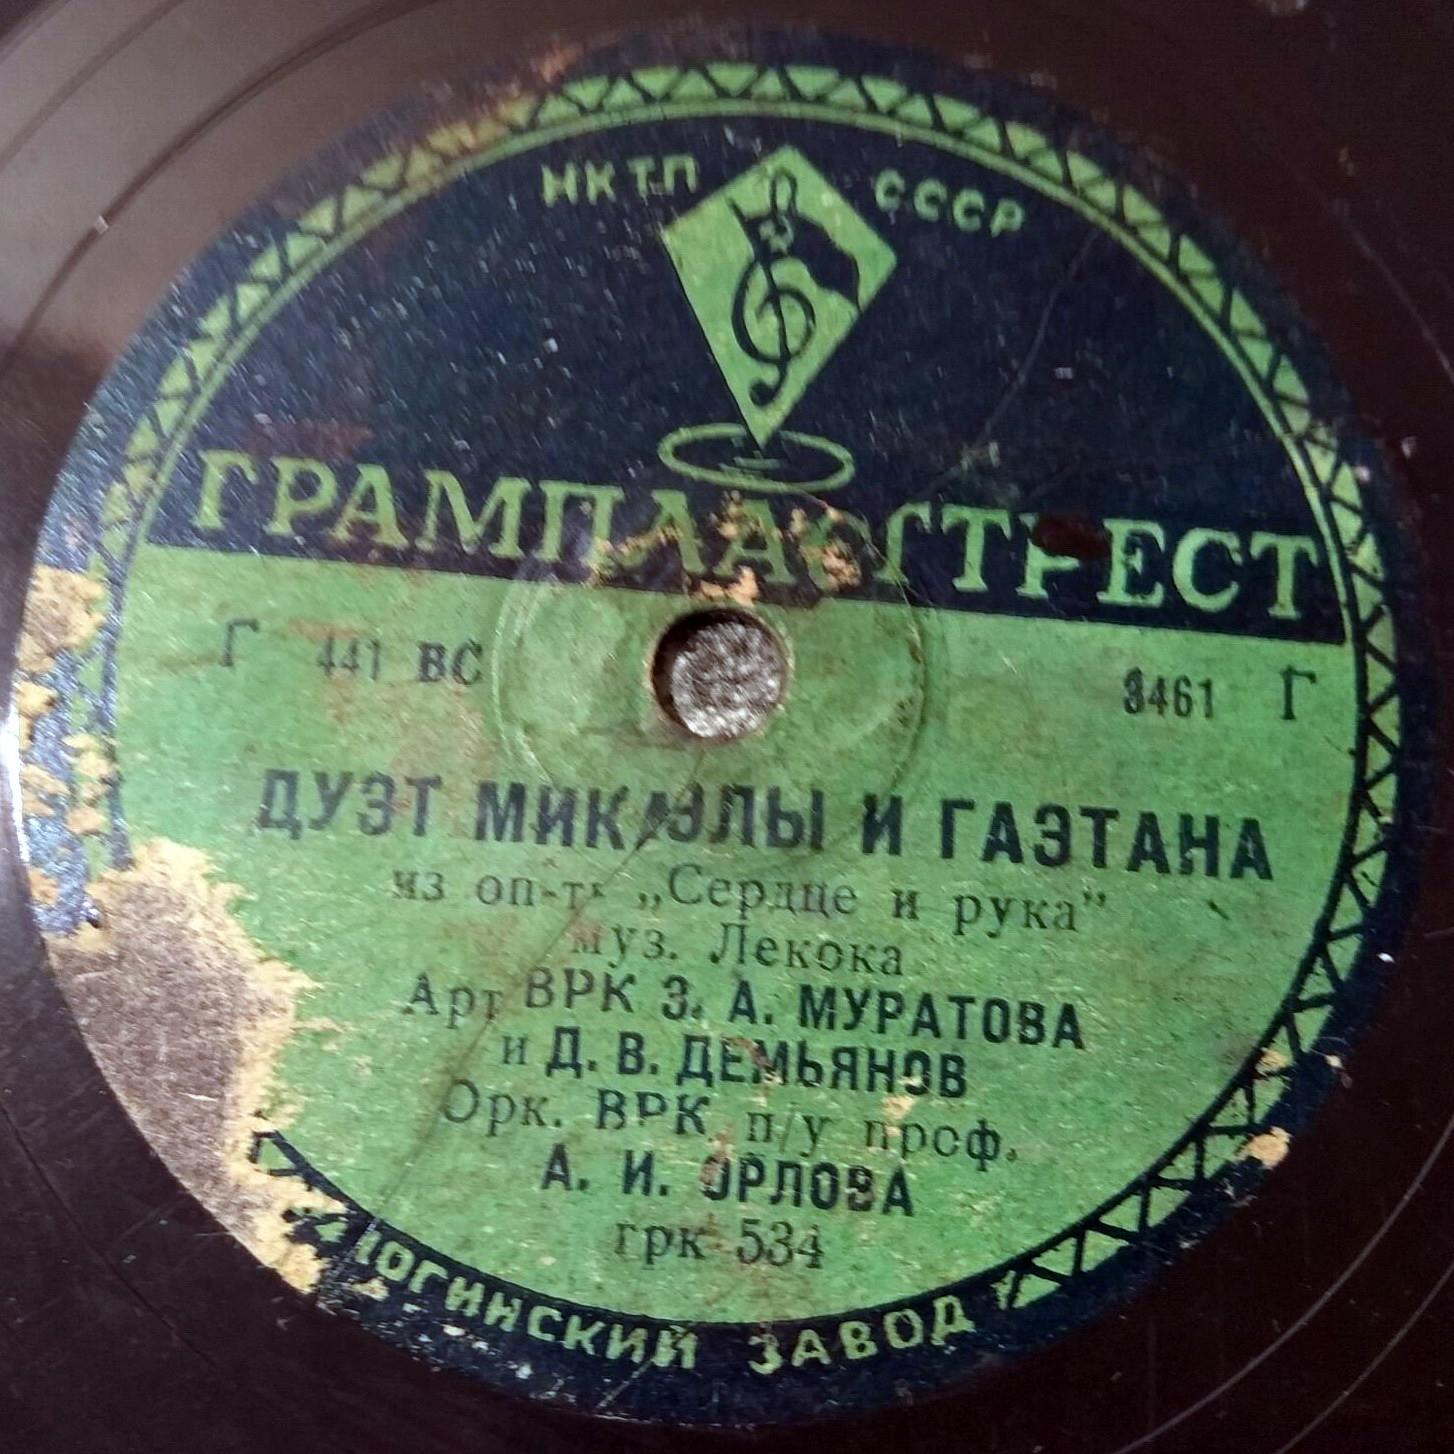 НКТП СССР
ГРАМПЛАСТТРЕСТ
Г 441 ВС 3461 Г
ДУЭТ МИКАЭЛЫ И ГАЭТАНА
из оп-ты „Сердце и рука”
муз. Лекока
Арт ВРК З. А. МУРАТОВА
и Д. В. ДЕМЬЯНОВ
Орк. ВРК п/у проф.
А. И. ОРЛОВА
грк 534
НОГИНСКИЙ ЗАВОД